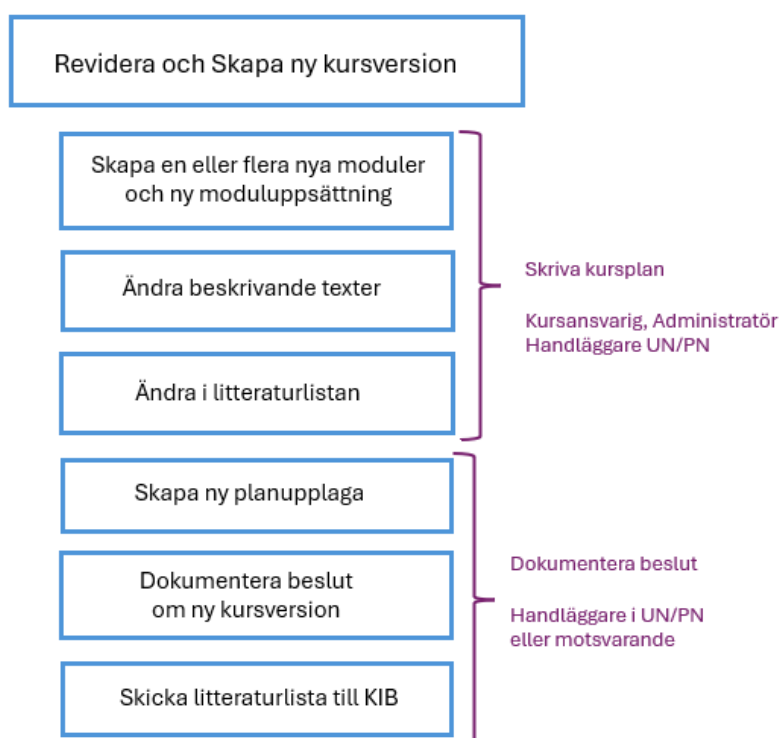 Revidera och Skapa ny kursversion
Skapa en eller flera nya moduler
och ny moduluppsättning
Ändra beskrivande texter
Ändra i litteraturlistan
Skriva kursplan
Kursansvarig, Administratör
Handläggare UN/PN
Skapa ny planupplaga
Dokumentera beslut
om ny kursversion
Skicka litteraturlista till KIB
Dokumentera beslut
Handläggare i UN/PN
eller motsvarande